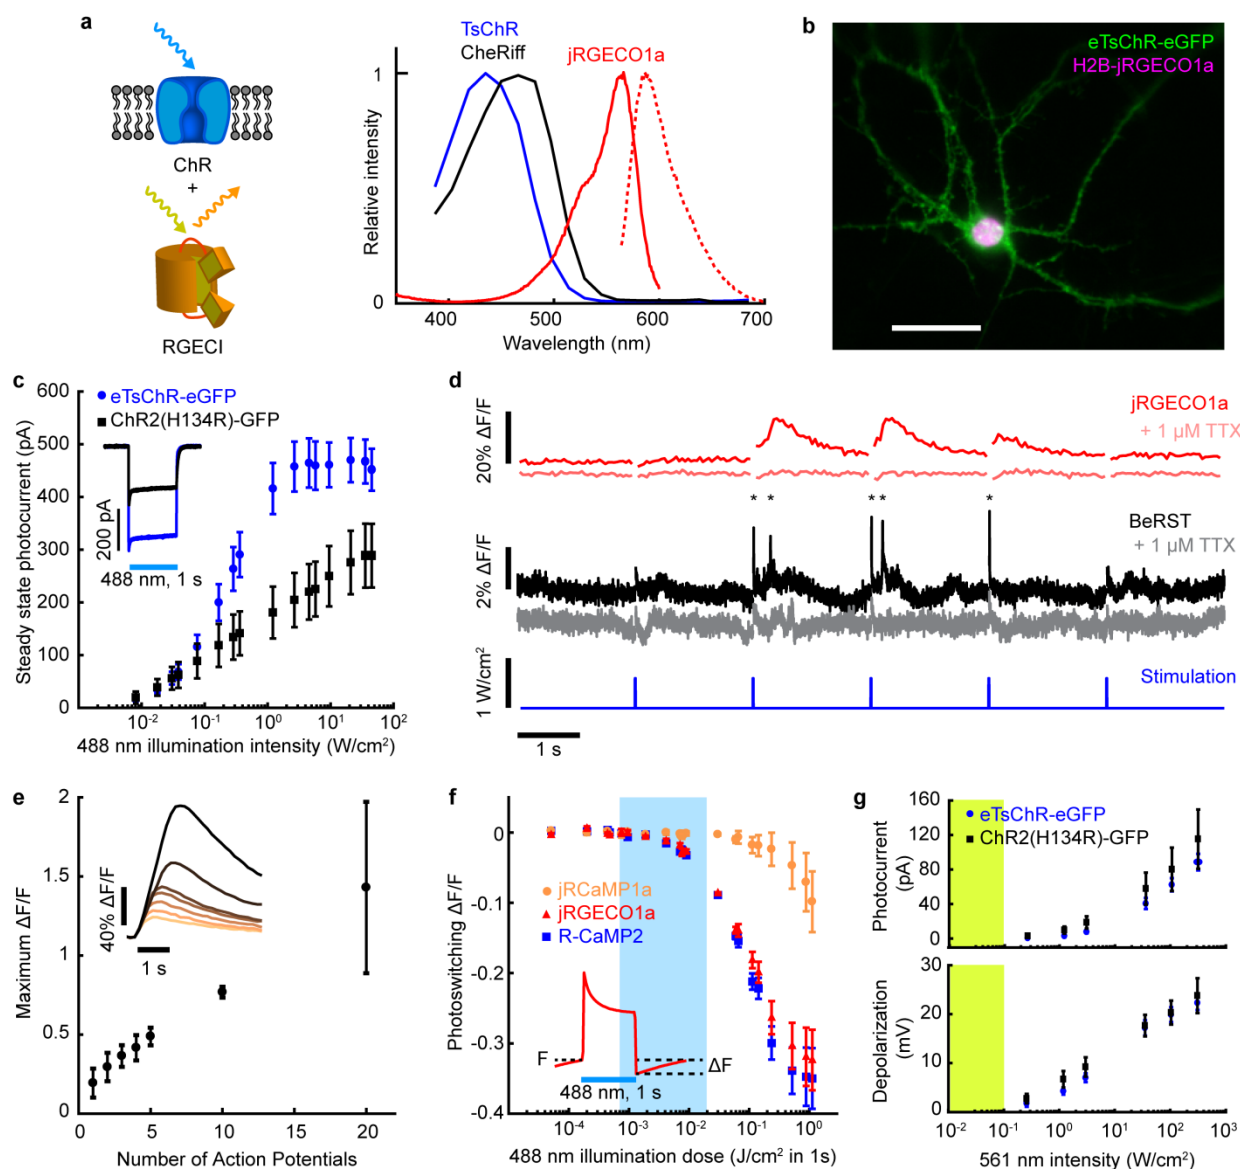 a
ChR
+
RGECI
TsChR
CheRiff
jRGECO1a
Relative intensity
1
0
400
500
600
700
Wavelength (nm)
b
eTsChR-eGFP
H2B-jRGECO1a
c
eTsChR-eGFP
ChR2(H134R)-GFP
Steady state photocurrent (pA)
600
500
400
300
200
100
0
200 pA
488 nm, 1 s
10⁻²
10⁻¹
10⁰
10¹
10²
488 nm illumination intensity (W/cm²)
d
20% ΔF/F
jRGECO1a
+ 1 µM TTX
* * * * *
2% ΔF/F
BeRST
+ 1 µM TTX
1 W/cm²
Stimulation
1 s
e
Maximum ΔF/F
2
1.5
1
0.5
0
40% ΔF/F
1 s
0
5
10
15
20
Number of Action Potentials
f
Photoswitching ΔF/F
0
-0.1
-0.2
-0.3
-0.4
jRCaMP1a
jRGECO1a
R-CaMP2
F
ΔF
488 nm, 1 s
10⁻⁴
10⁻³
10⁻²
10⁻¹
10⁰
488 nm illumination dose (J/cm² in 1s)
g
eTsChR-eGFP
ChR2(H134R)-GFP
Photocurrent
(pA)
160
120
80
40
0
Depolarization
(mV)
30
20
10
0
10⁻²
10⁻¹
10⁰
10¹
10²
10³
561 nm intensity (W/cm²)